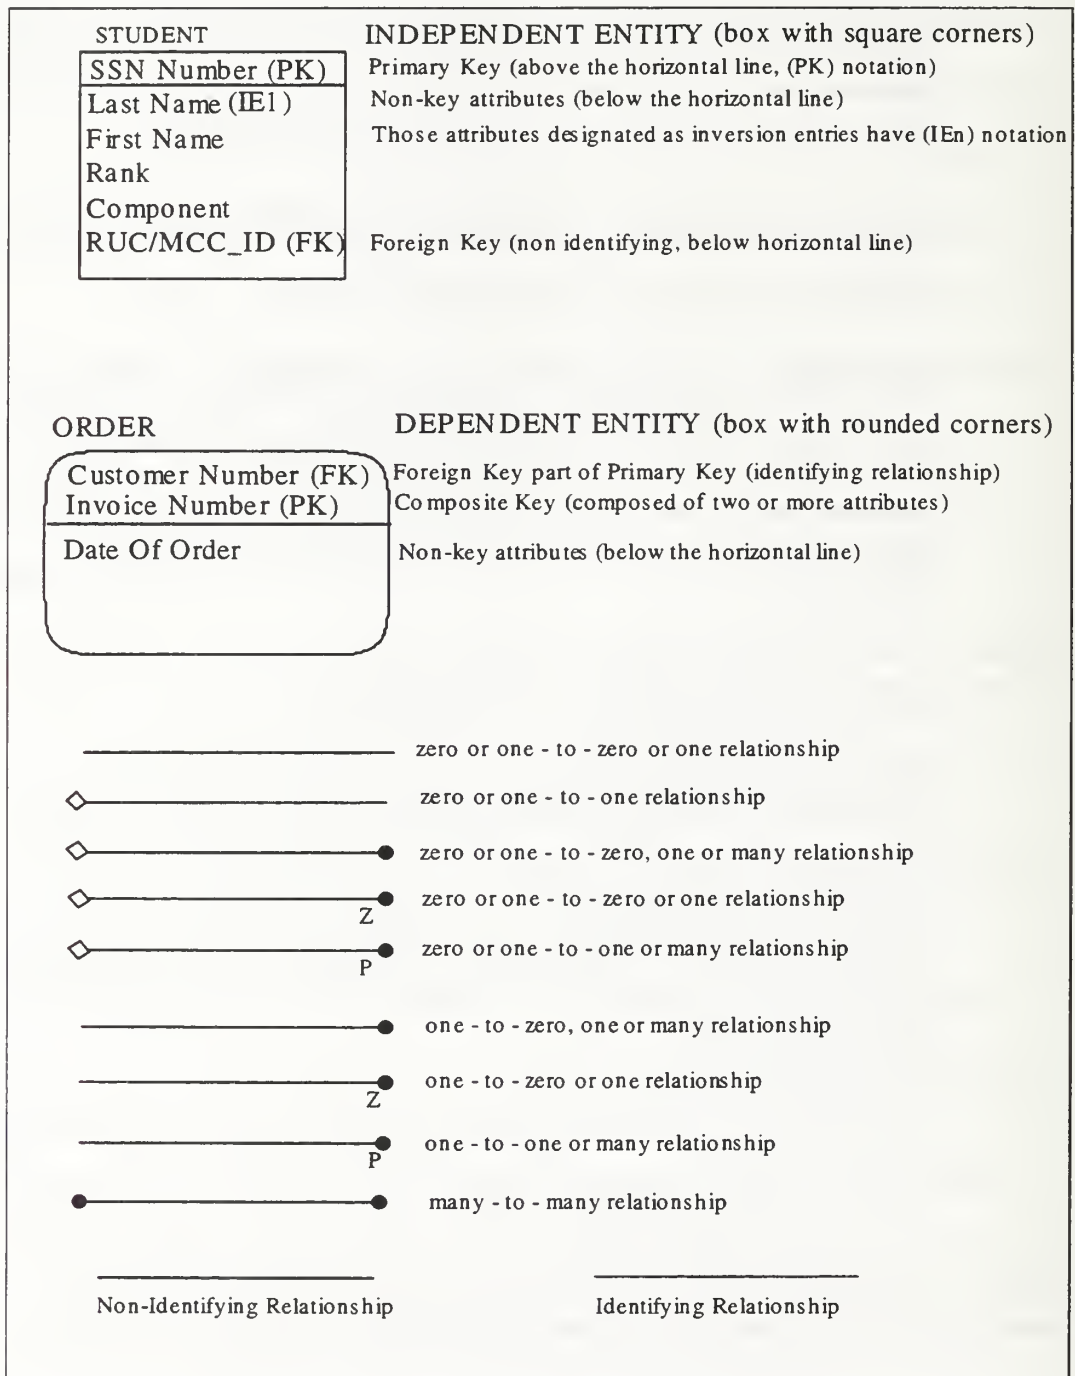 STUDENT INDEPENDENT ENTITY (box with square corners)
SSN Number (PK) Primary Key (above the horizontal line, (PK) notation)
Last Name (IE1) Non-key attributes (below the horizontal line)
First Name Those attributes designated as inversion entries have (IEn) notation
Rank
Component
RUC/MCC_ID (FK) Foreign Key (non identifying, below horizontal line)
ORDER DEPENDENT ENTITY (box with rounded corners)
Customer Number (FK) Foreign Key part of Primary Key (identifying relationship)
Invoice Number (PK) Composite Key (composed of two or more attributes)
Date Of Order Non-key attributes (below the horizontal line)
zero or one - to - zero or one relationship
zero or one - to - one relationship
zero or one - to - zero, one or many relationship
zero or one - to - zero or one relationship
Z
zero or one - to - one or many relationship
P
one - to - zero, one or many relationship
one - to - zero or one relationship
Z
one - to - one or many relationship
P
many - to - many relationship
Non-Identifying Relationship Identifying Relationship